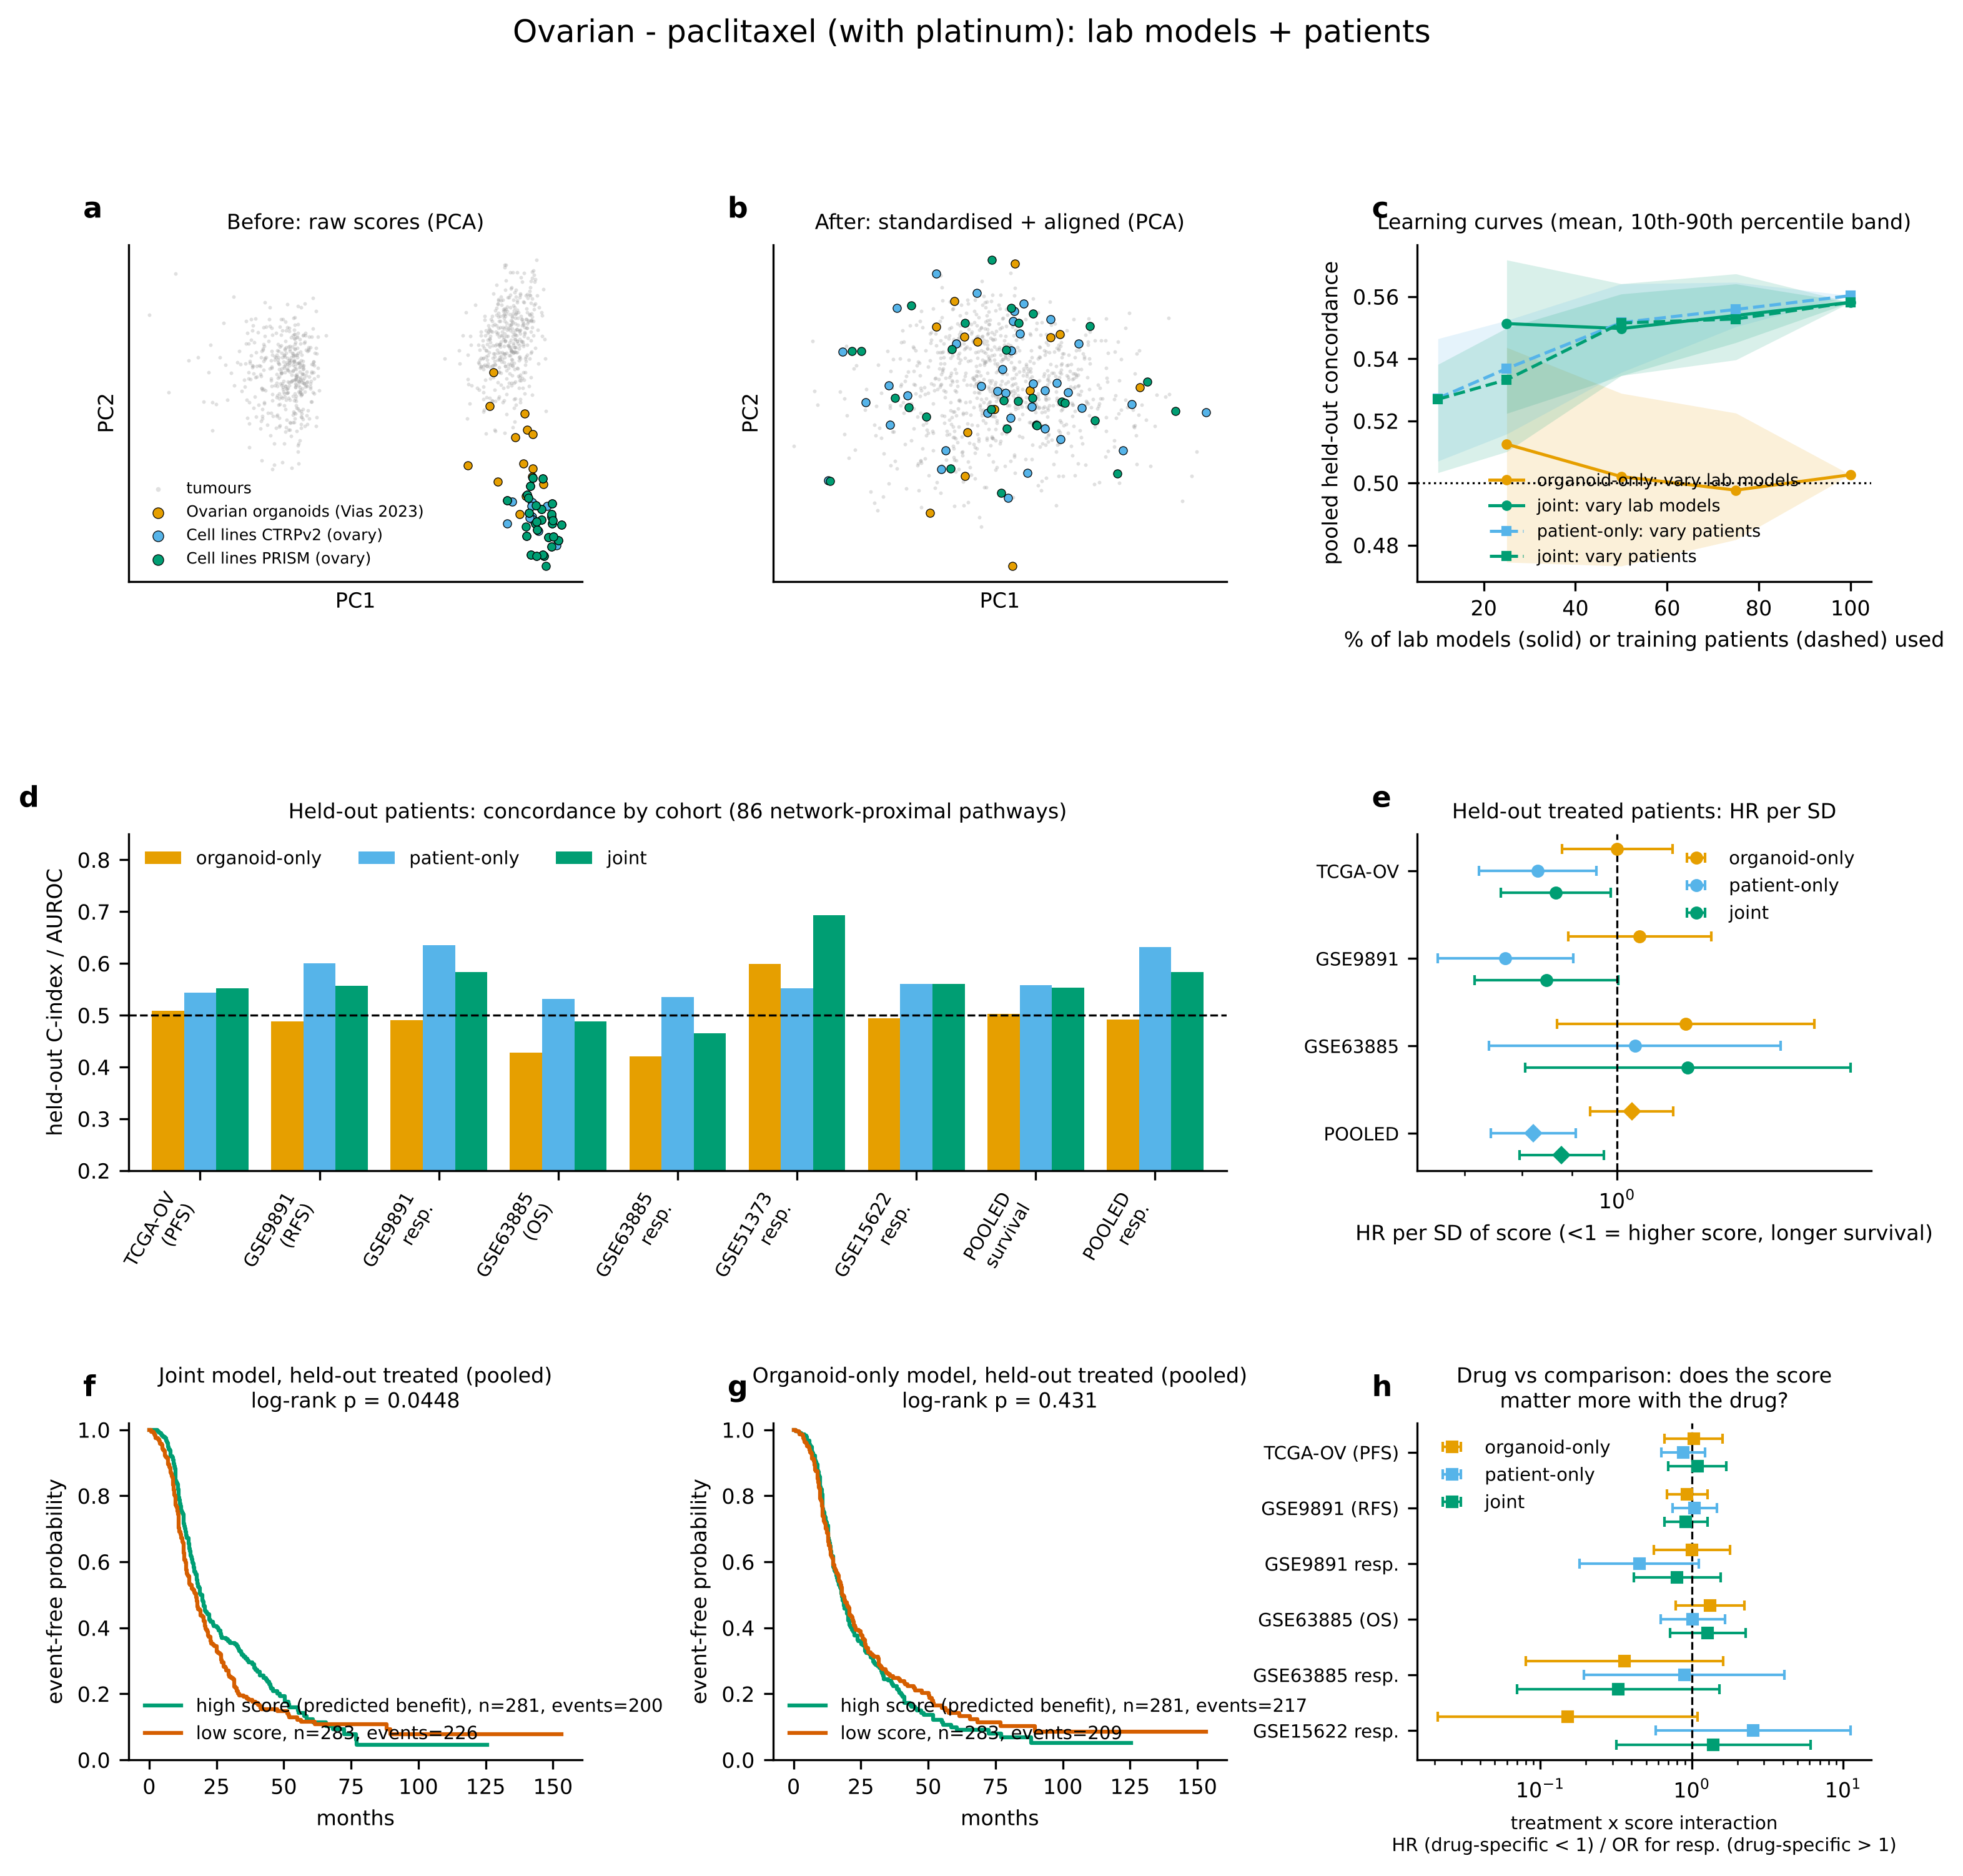 Ovarian - paclitaxel (with platinum): lab models + patients
a
Before: raw scores (PCA)
PC2
tumours
Ovarian organoids (Vias 2023)
Cell lines CTRPv2 (ovary)
Cell lines PRISM (ovary)
PC1
b
After: standardised + aligned (PCA)
PC2
PC1
c
Learning curves (mean, 10th-90th percentile band)
pooled held-out concordance
0.56
0.54
0.52
0.50
0.48
organoid-only: vary lab models
joint: vary lab models
patient-only: vary patients
joint: vary patients
20 40 60 80 100
% of lab models (solid) or training patients (dashed) used
d
Held-out patients: concordance by cohort (86 network-proximal pathways)
held-out C-index / AUROC
organoid-only patient-only joint
0.8
0.7
0.6
0.5
0.4
0.3
0.2
TCGA-OV
(PFS)
GSE9891
(RFS)
GSE9891
resp.
GSE63885
(OS)
GSE63885
resp.
GSE51373
resp.
GSE15622
resp.
POOLED
survival
POOLED
resp.
e
Held-out treated patients: HR per SD
organoid-only
patient-only
joint
TCGA-OV
GSE9891
GSE63885
POOLED
10⁰
HR per SD of score (<1 = higher score, longer survival)
f
Joint model, held-out treated (pooled)
log-rank p = 0.0448
event-free probability
1.0
0.8
0.6
0.4
0.2
0.0
high score (predicted benefit), n=281, events=200
low score, n=283, events=226
0 25 50 75 100 125 150
months
g
Organoid-only model, held-out treated (pooled)
log-rank p = 0.431
event-free probability
1.0
0.8
0.6
0.4
0.2
0.0
high score (predicted benefit), n=281, events=217
low score, n=283, events=209
0 25 50 75 100 125 150
months
h
Drug vs comparison: does the score
matter more with the drug?
organoid-only
patient-only
joint
TCGA-OV (PFS)
GSE9891 (RFS)
GSE9891 resp.
GSE63885 (OS)
GSE63885 resp.
GSE15622 resp.
10⁻¹ 10⁰ 10¹
treatment x score interaction
HR (drug-specific < 1) / OR for resp. (drug-specific > 1)